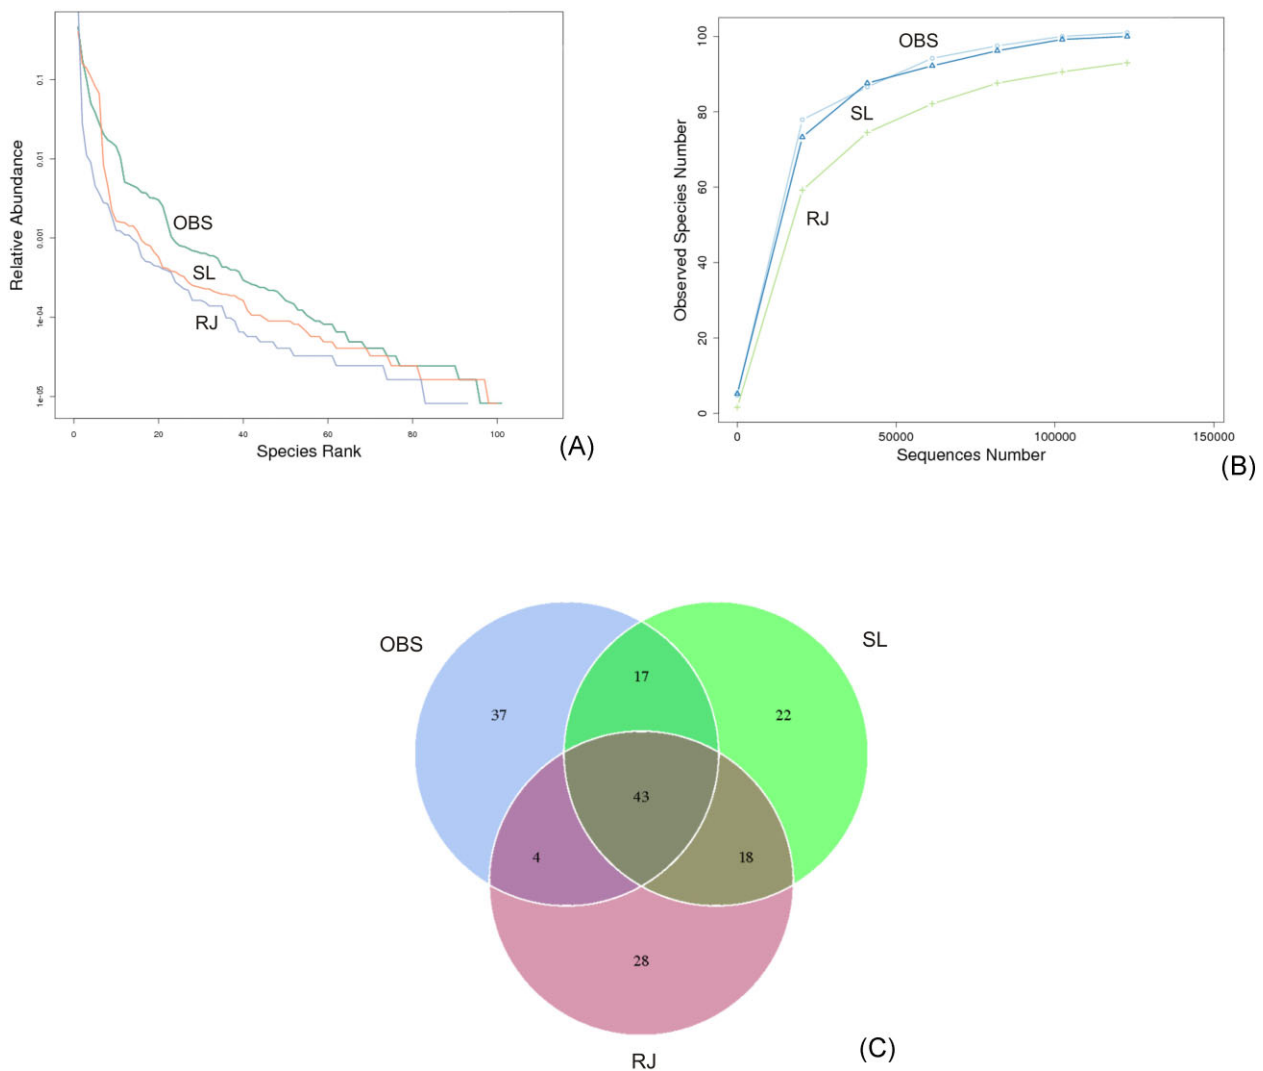 Relative Abundance
0.1
0.01
0.001
1e-04
1e-05
OBS
SL
RJ
0 20 40 60 80 100
Species Rank
(A)
Observed Species Number
100
80
60
40
20
0
OBS
SL
RJ
0 50000 100000 150000
Sequences Number
(B)
OBS
SL
17
37
22
43
4
18
28
RJ
(C)